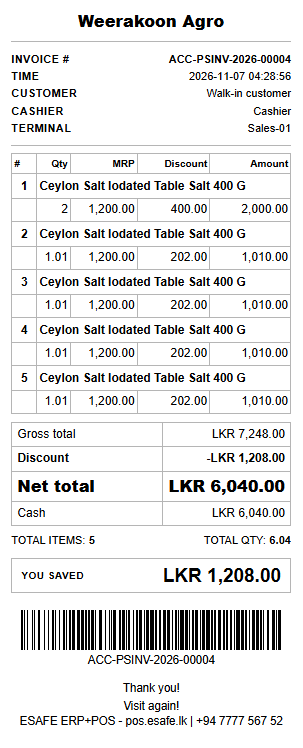 Weerakoon Agro
INVOICE # ACC-PSINV-2026-00004
TIME 2026-11-07 04:28:56
CUSTOMER Walk-in customer
CASHIER Cashier
TERMINAL Sales-01
# Qty MRP Discount Amount
1 Ceylon Salt Iodated Table Salt 400 G
2 1,200.00 400.00 2,000.00
2 Ceylon Salt Iodated Table Salt 400 G
1.01 1,200.00 202.00 1,010.00
3 Ceylon Salt Iodated Table Salt 400 G
1.01 1,200.00 202.00 1,010.00
4 Ceylon Salt Iodated Table Salt 400 G
1.01 1,200.00 202.00 1,010.00
5 Ceylon Salt Iodated Table Salt 400 G
1.01 1,200.00 202.00 1,010.00
Gross total LKR 7,248.00
Discount -LKR 1,208.00
Net total LKR 6,040.00
Cash LKR 6,040.00
TOTAL ITEMS: 5 TOTAL QTY: 6.04
YOU SAVED LKR 1,208.00
ACC-PSINV-2026-00004
Thank you!
Visit again!
ESAFE ERP+POS - pos.esafe.lk | +94 7777 567 52